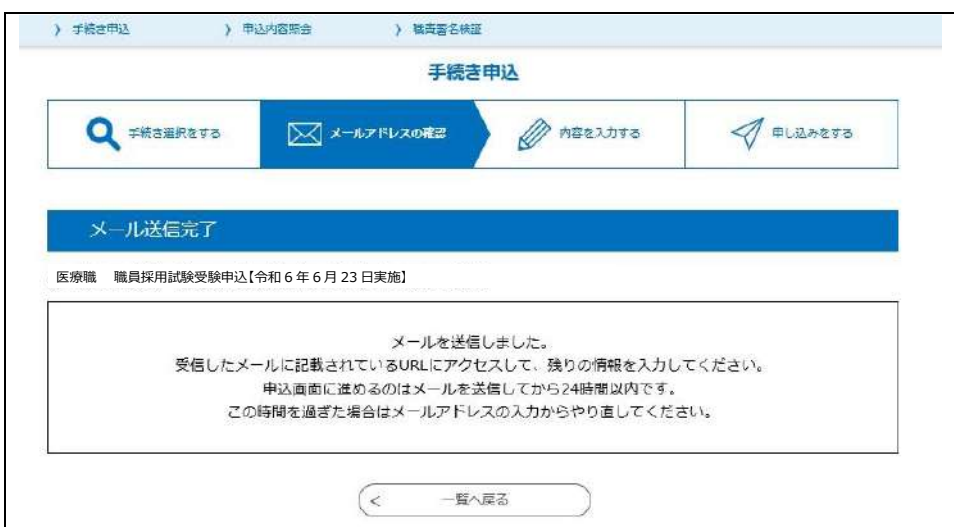 > 手続き申込 > 申込内容照会 > 職責署名検証
手続き申込
手続き選択をする メールアドレスの確認 内容を入力する 申し込みをする
メール送信完了
医療職 職員採用試験受験申込【令和6年6月23日実施】
メールを送信しました。
受信したメールに記載されているURLにアクセスして、残りの情報を入力してください。
申込画面に進めるのはメールを送信してから24時間以内です。
この時間を過ぎた場合はメールアドレスの入力からやり直してください。
< 一覧へ戻る